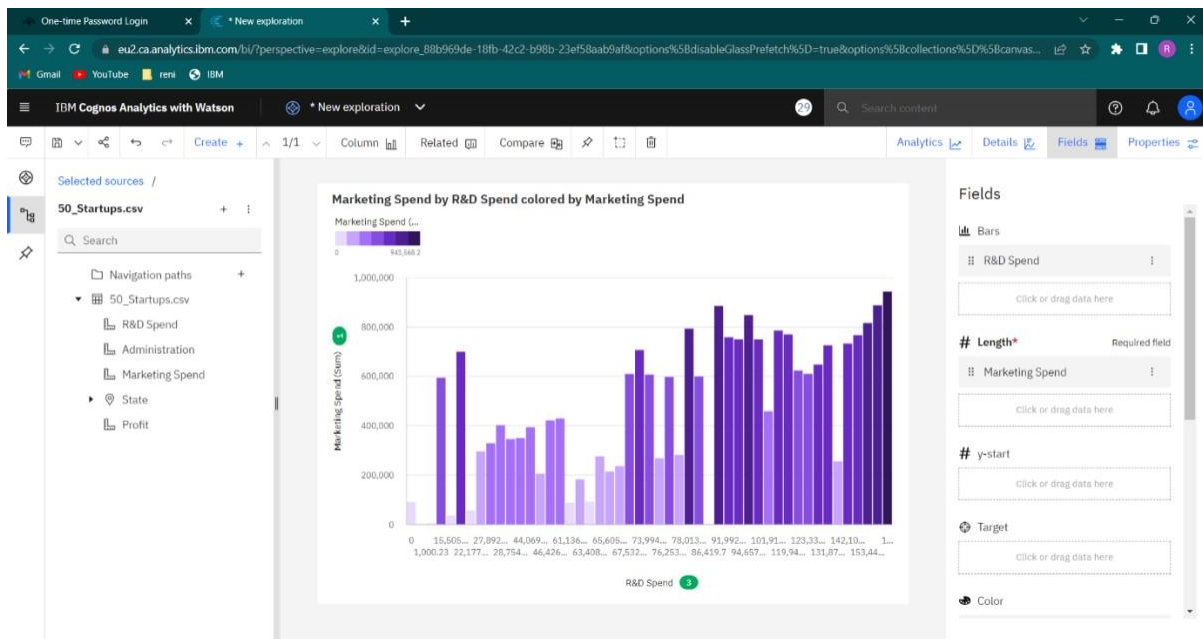 One-time Password Login
* New exploration
eu2.ca.analytics.ibm.com/bi/?perspective=explore&id=explore_88b969de-18fb-42c2-b98b-23ef58aab9af&options%5BdisableGlassPrefetch%5D=true&options%5Bcollections%5D%5Bcanvas...
R
Gmail YouTube reni IBM
IBM Cognos Analytics with Watson
* New exploration
29
Search content
Create +
1/1
Column
Related
Compare
Analytics
Details
Fields
Properties
Selected sources /
50_Startups.csv
Search
Navigation paths
50_Startups.csv
R&D Spend
Administration
Marketing Spend
State
Profit
Marketing Spend by R&D Spend colored by Marketing Spend
Marketing Spend (...
0 943,568.2
1,000,000
800,000
600,000
400,000
200,000
0
Marketing Spend (Sum)
0 15,505... 27,892... 44,069... 61,136... 65,605... 73,994... 78,013... 91,992... 101,91... 123,33... 142,10... 1...
1,000.23 22,177... 28,754... 46,426... 63,408... 67,532... 76,253... 86,419.7 94,657... 119,94... 131,87... 153,44...
R&D Spend 3
Fields
Bars
R&D Spend
Click or drag data here
Length* Required field
Marketing Spend
Click or drag data here
y-start
Click or drag data here
Target
Click or drag data here
Color